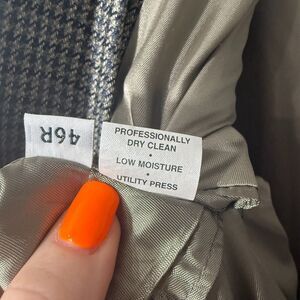 46R
PROFESSIONALLY
DRY CLEAN
•
LOW MOISTURE
•
UTILITY PRESS